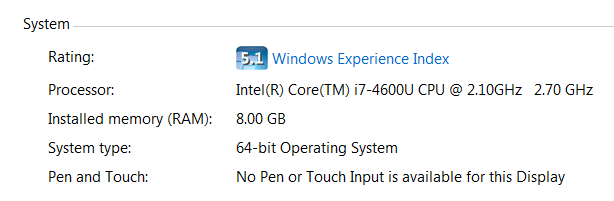 System
Rating: 5.1 Windows Experience Index
Processor: Intel(R) Core(TM) i7-4600U CPU @ 2.10GHz 2.70 GHz
Installed memory (RAM): 8.00 GB
System type: 64-bit Operating System
Pen and Touch: No Pen or Touch Input is available for this Display